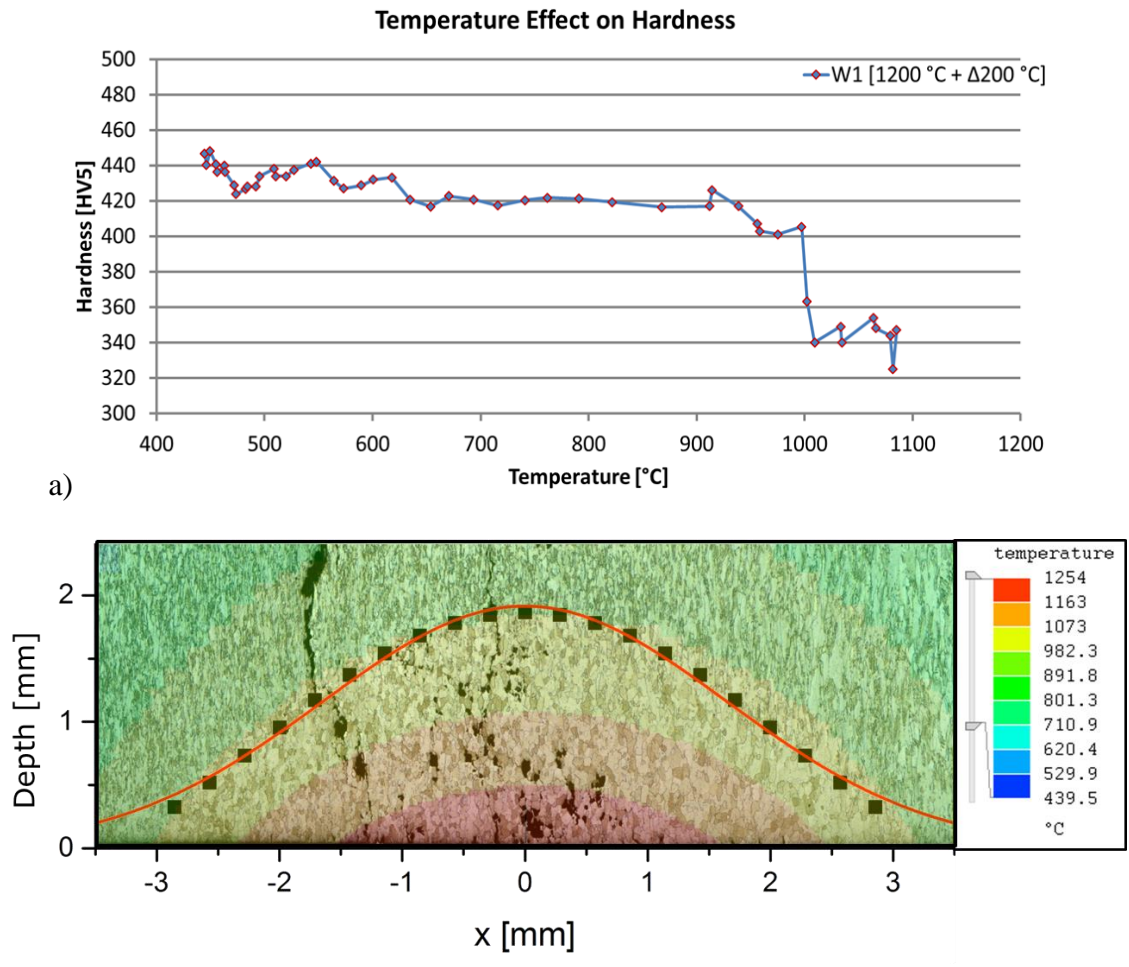 Temperature Effect on Hardness
500
480
460
440
420
400
380
360
340
320
300
Hardness [HV5]
W1 [1200 °C + Δ200 °C]
400 500 600 700 800 900 1000 1100 1200
Temperature [°C]
a)
2
1
0
Depth [mm]
-3 -2 -1 0 1 2 3
x [mm]
temperature
1254
1163
1073
982.3
891.8
801.3
710.9
620.4
529.9
439.5
°C